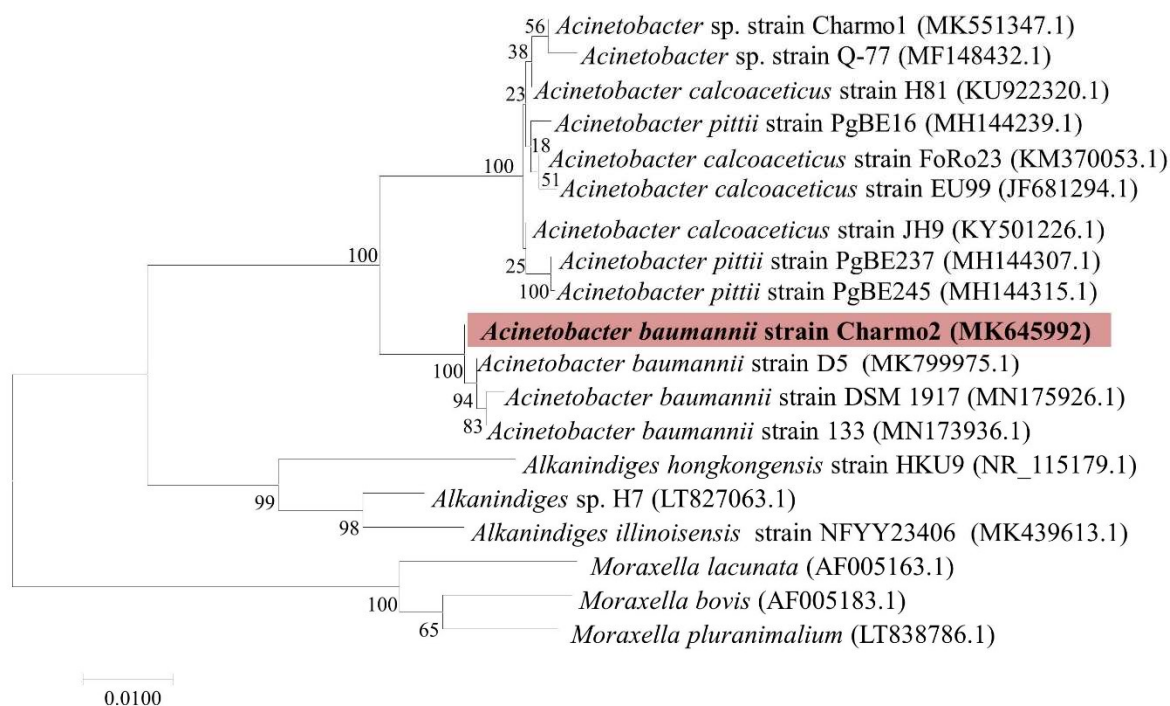 56
Acinetobacter sp. strain Charmo1 (MK551347.1)
38
Acinetobacter sp. strain Q-77 (MF148432.1)
23
Acinetobacter calcoaceticus strain H81 (KU922320.1)
Acinetobacter pittii strain PgBE16 (MH144239.1)
18
Acinetobacter calcoaceticus strain FoRo23 (KM370053.1)
100
51
Acinetobacter calcoaceticus strain EU99 (JF681294.1)
Acinetobacter calcoaceticus strain JH9 (KY501226.1)
100
25
Acinetobacter pittii strain PgBE237 (MH144307.1)
100
Acinetobacter pittii strain PgBE245 (MH144315.1)
Acinetobacter baumannii strain Charmo2 (MK645992)
100
Acinetobacter baumannii strain D5 (MK799975.1)
94
Acinetobacter baumannii strain DSM 1917 (MN175926.1)
83
Acinetobacter baumannii strain 133 (MN173936.1)
Alkanindiges hongkongensis strain HKU9 (NR_115179.1)
99
Alkanindiges sp. H7 (LT827063.1)
98
Alkanindiges illinoisensis strain NFYY23406 (MK439613.1)
Moraxella lacunata (AF005163.1)
100
Moraxella bovis (AF005183.1)
65
Moraxella pluranimalium (LT838786.1)
0.0100